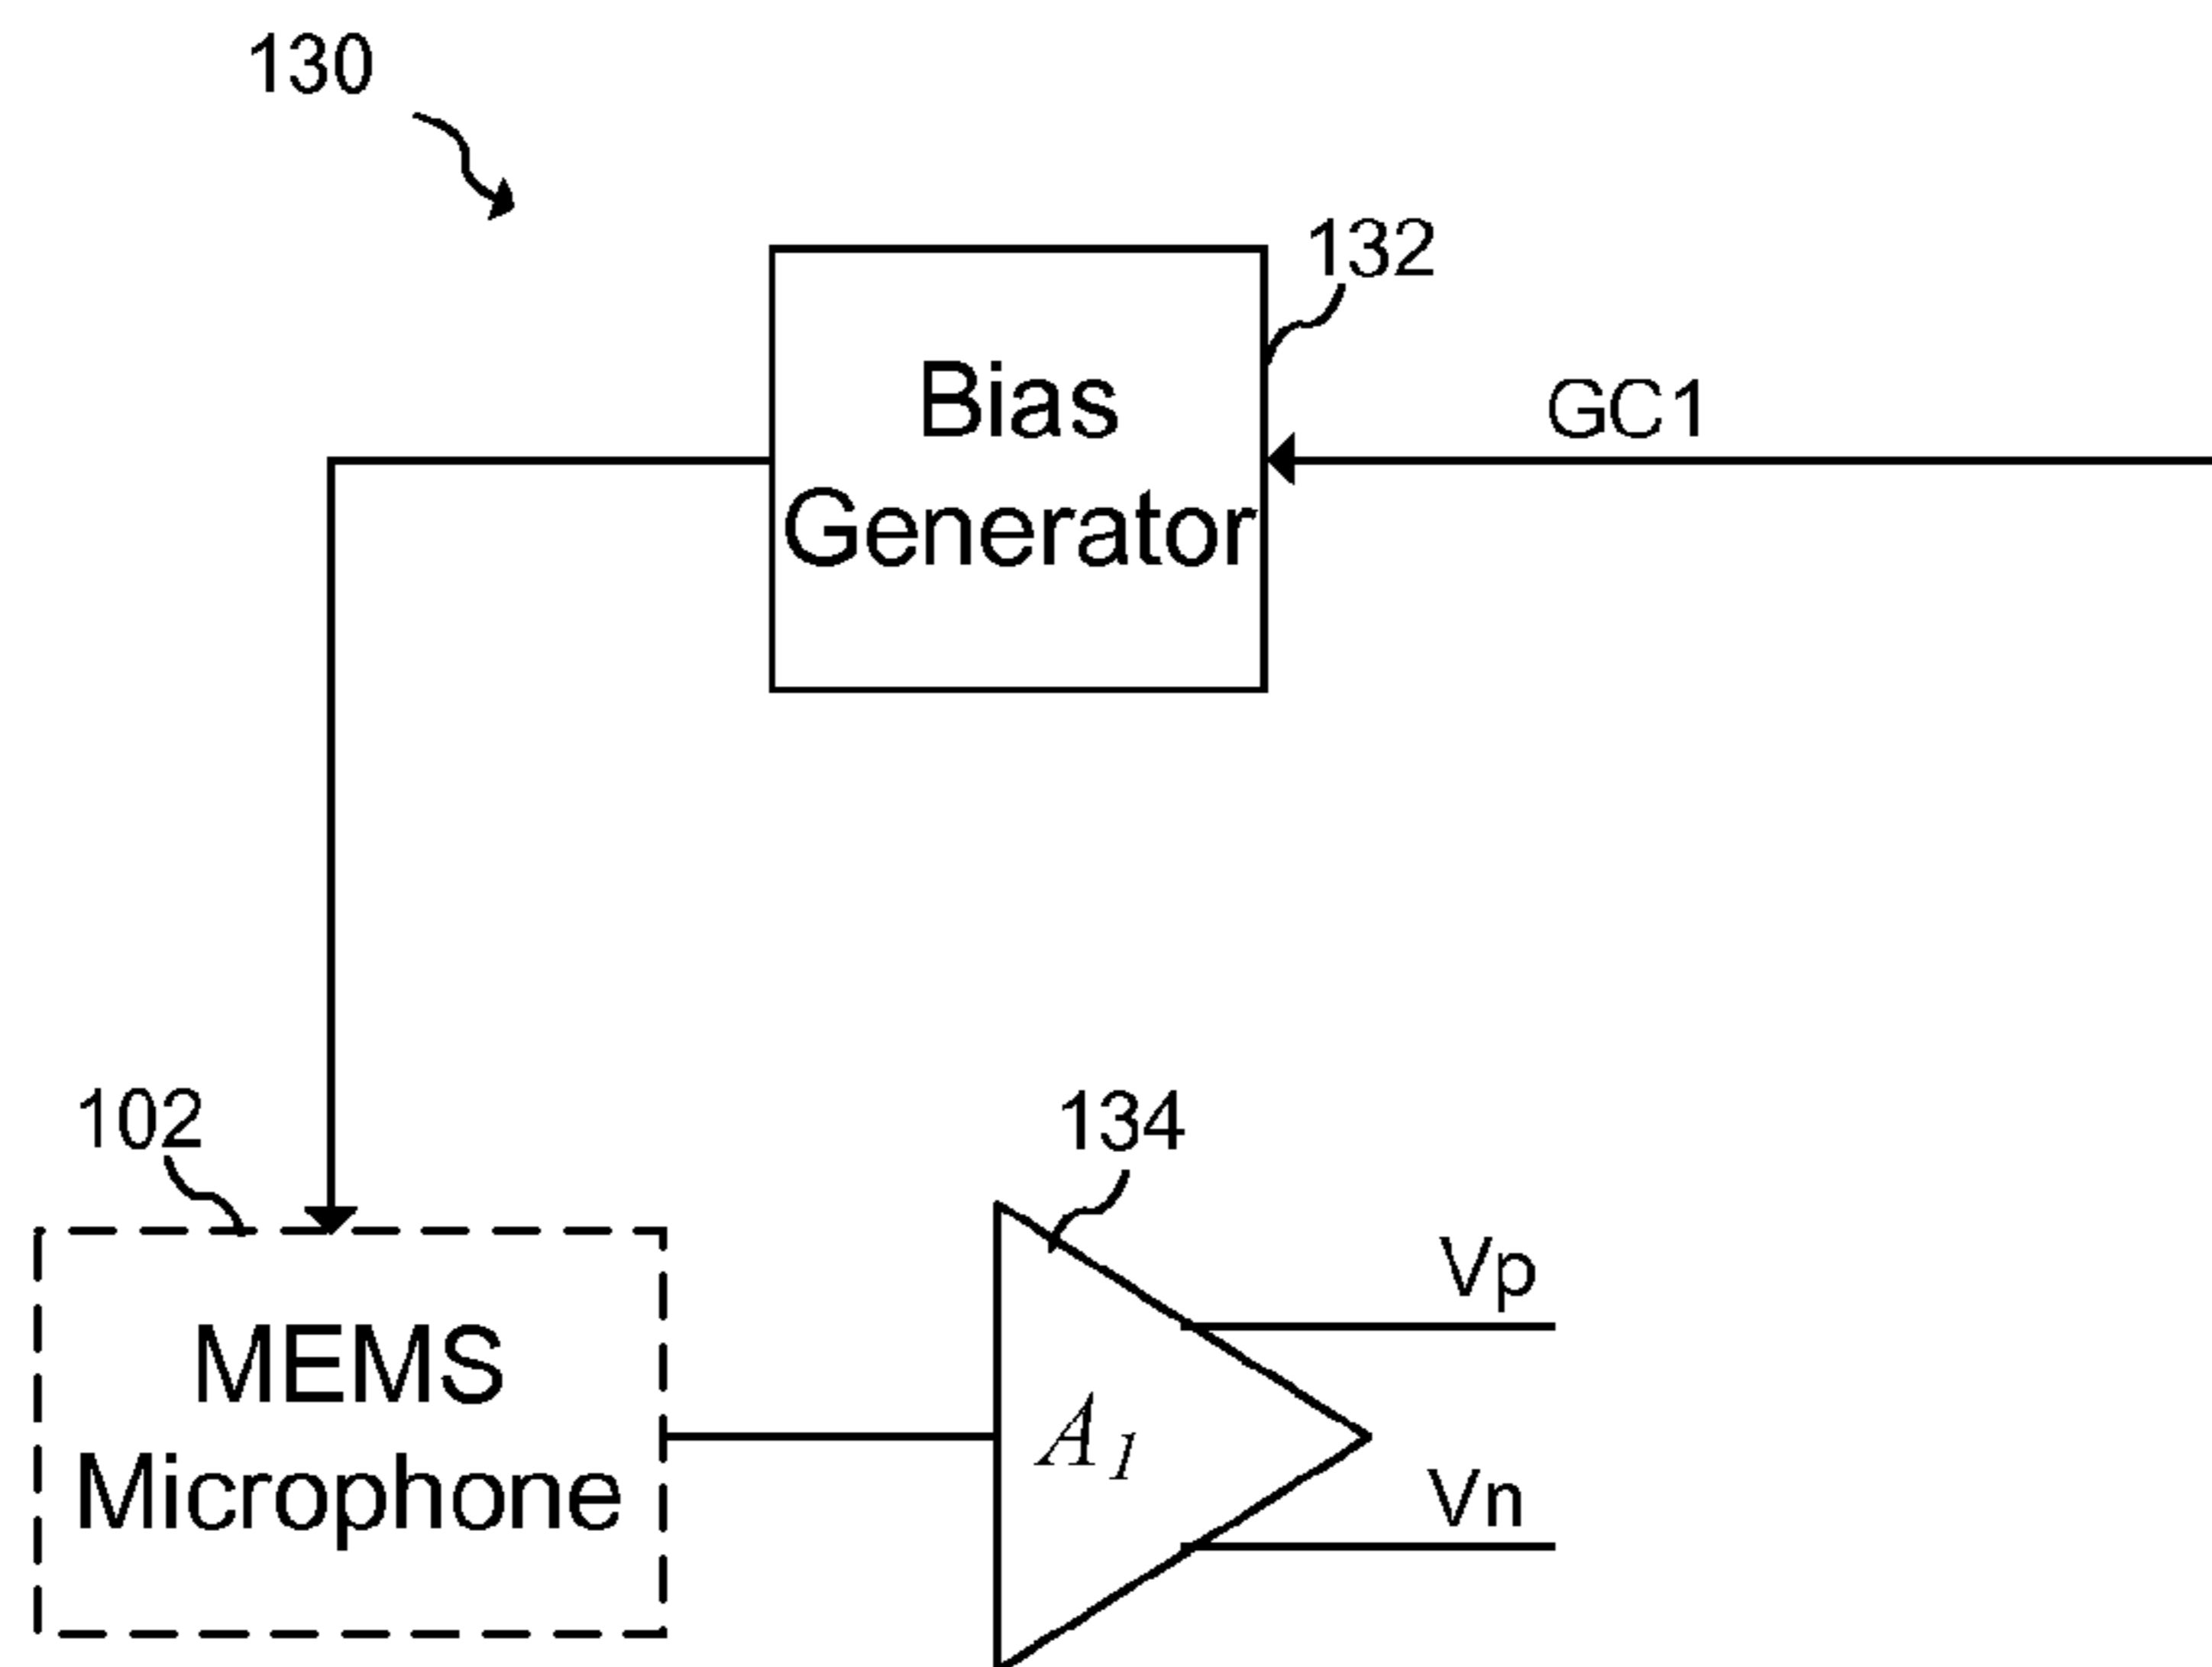 130
132
Bias
Generator
GC1
102
134
MEMS
Microphone
A1
Vp
Vn